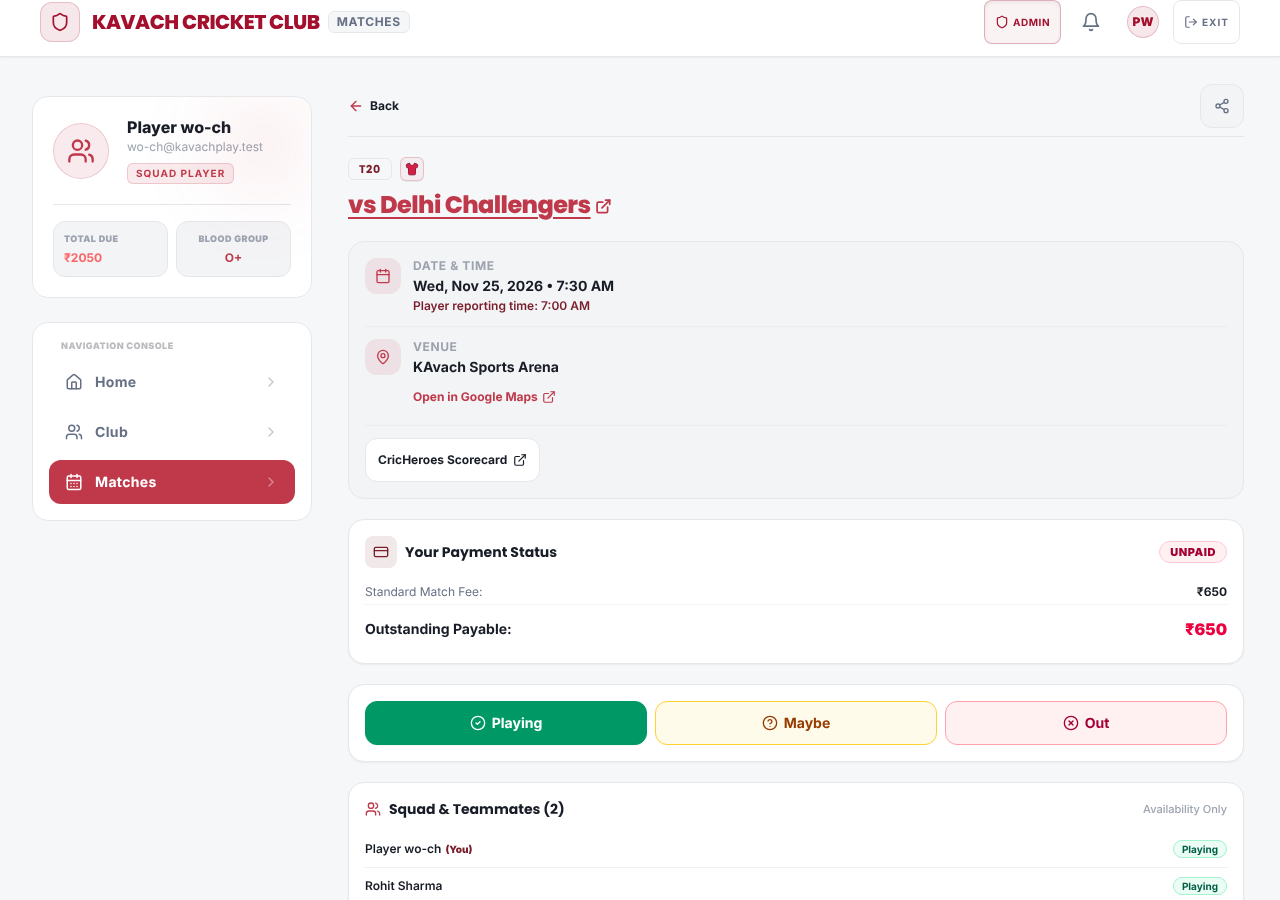 KAVACH CRICKET CLUB MATCHES
ADMIN
PW
EXIT
Player wo-ch
wo-ch@kavachplay.test
SQUAD PLAYER
TOTAL DUE
₹2050
BLOOD GROUP
O+
NAVIGATION CONSOLE
Home
Club
Matches
Back
T20
vs Delhi Challengers
DATE & TIME
Wed, Nov 25, 2026 • 7:30 AM
Player reporting time: 7:00 AM
VENUE
KAvach Sports Arena
Open in Google Maps
CricHeroes Scorecard
Your Payment Status
UNPAID
Standard Match Fee: ₹650
Outstanding Payable: ₹650
Playing
Maybe
Out
Squad & Teammates (2)
Availability Only
Player wo-ch (You) Playing
Rohit Sharma Playing